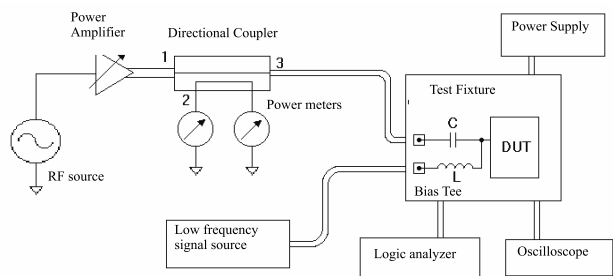 Power
Amplifier
Directional Coupler
Power Supply
1
3
2
Power meters
Test Fixture
C
DUT
L
Bias Tee
RF source
Low frequency
signal source
Logic analyzer
Oscilloscope